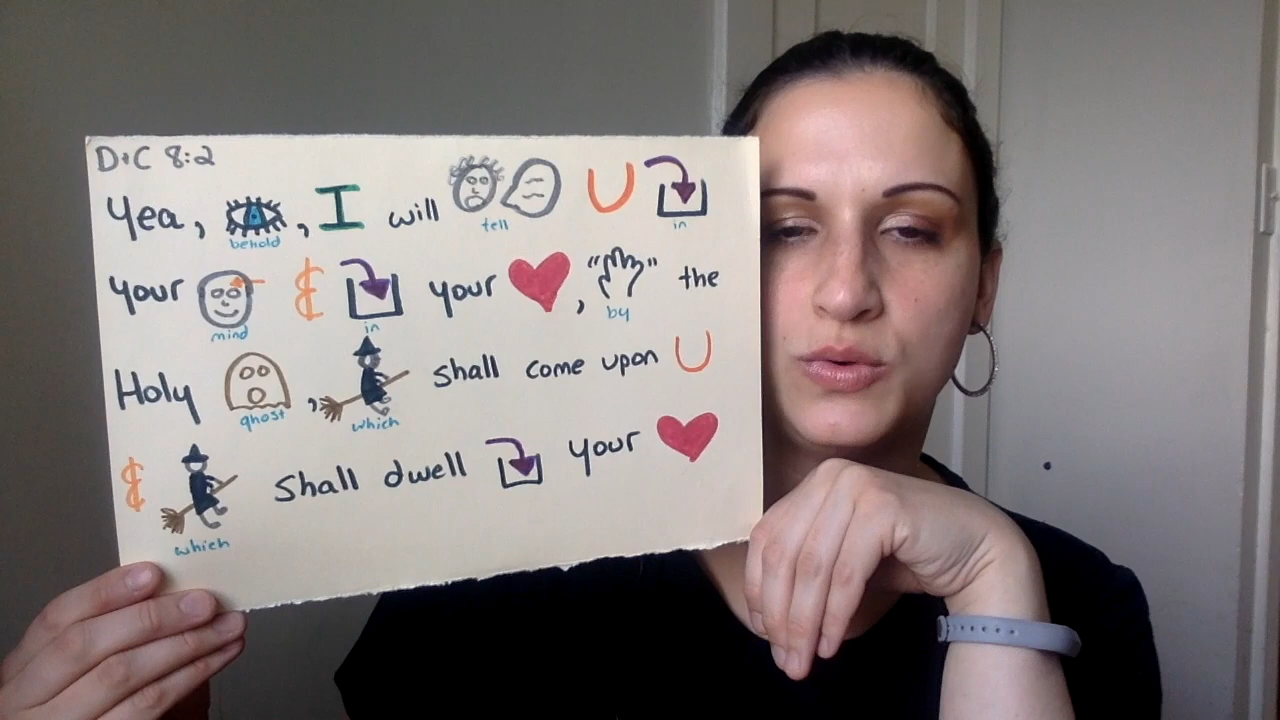 D+C 8:2
Yea, behold, I will tell U in
your mind & in your , "by" the
Holy ghost, which shall come upon U
& which shall dwell your